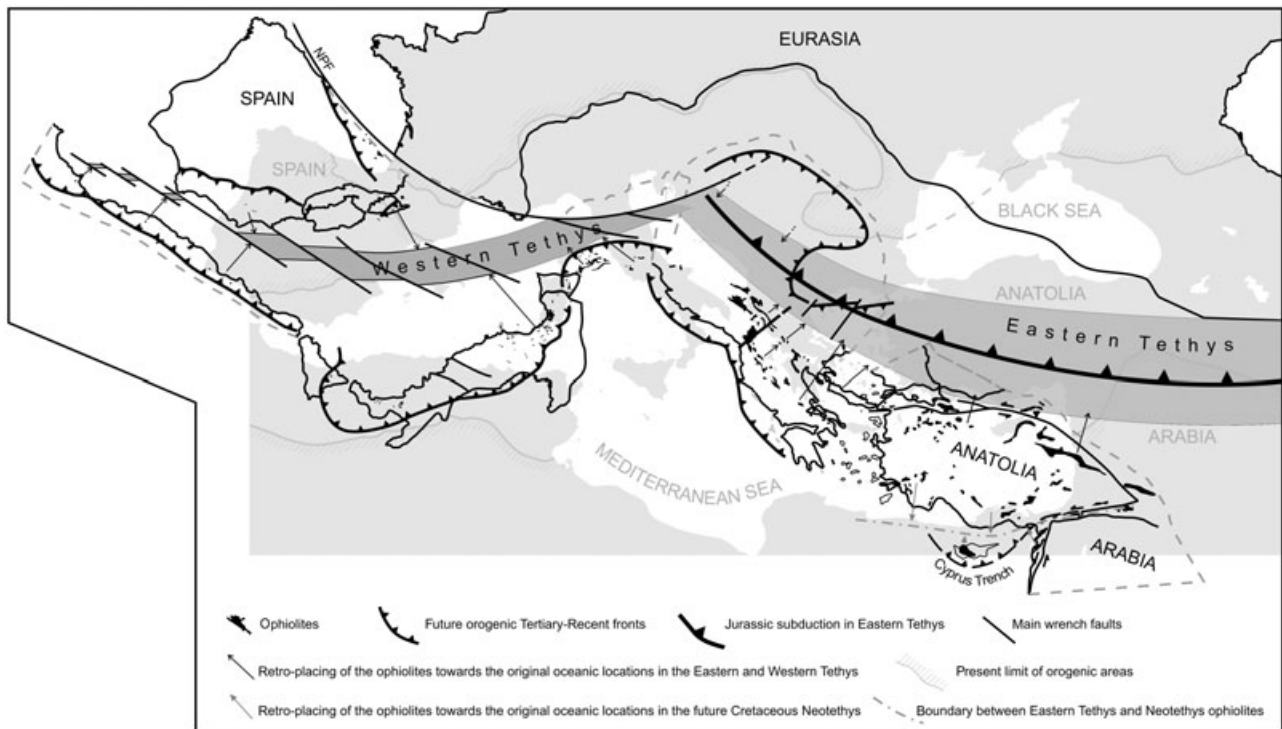 EURASIA
NPF
SPAIN
SPAIN
BLACK SEA
Western Tethys
ANATOLIA
Eastern Tethys
ARABIA
MEDITERRANEAN SEA
ANATOLIA
ARABIA
Cyprus Trench
Ophiolites
Future orogenic Tertiary-Recent fronts
Jurassic subduction in Eastern Tethys
Main wrench faults
Retro-placing of the ophiolites towards the original oceanic locations in the Eastern and Western Tethys
Present limit of orogenic areas
Retro-placing of the ophiolites towards the original oceanic locations in the future Cretaceous Neotethys
Boundary between Eastern Tethys and Neotethys ophiolites